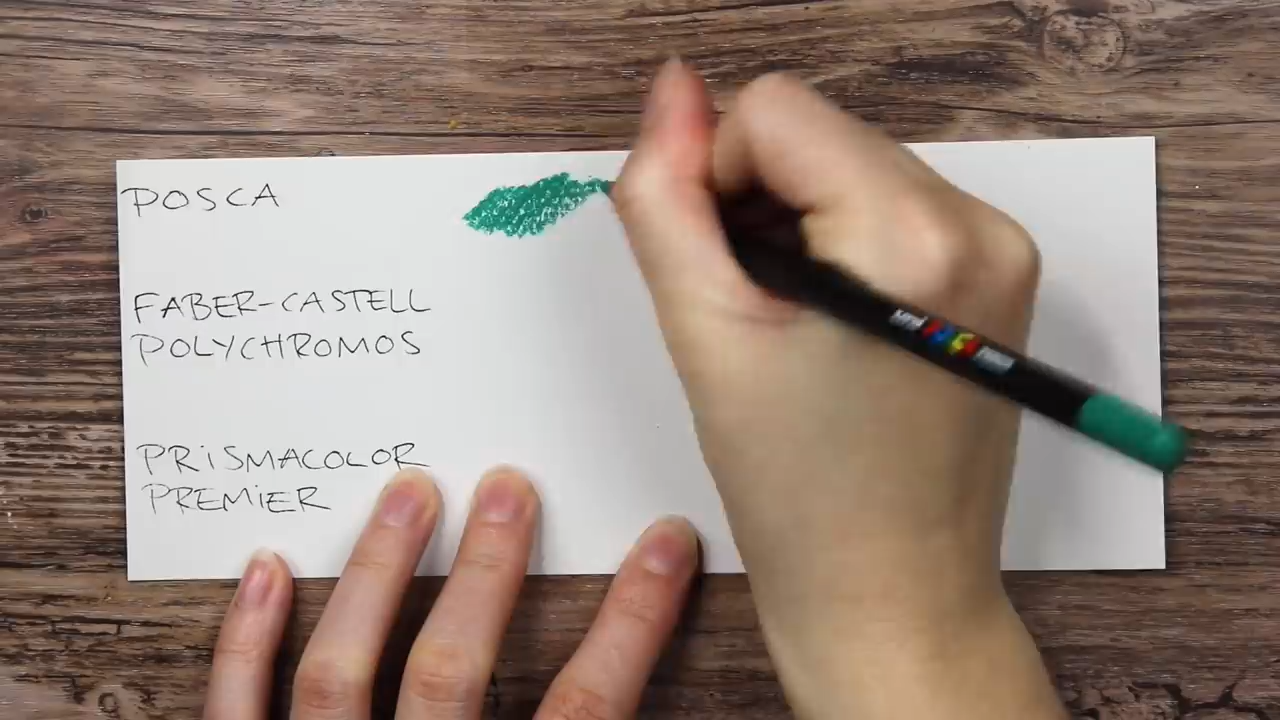 POSCA
FABER-CASTELL
POLYCHROMOS
PRiSMACOLOR
PREMiER